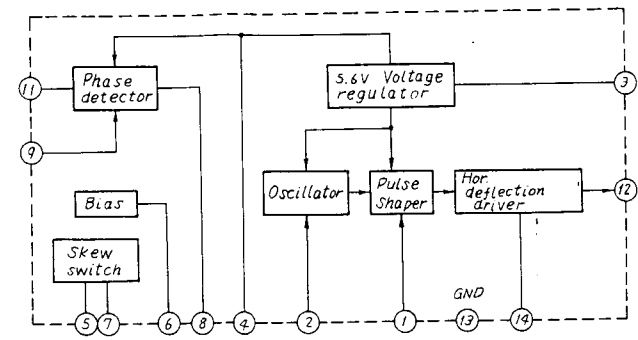 Phase
detector
11
9
5.6V Voltage
regulator
3
Oscillator
Pulse
Shaper
Hor.
deflection
driver
12
Bias
Skew
switch
GND
5
7
6
8
4
2
1
13
14